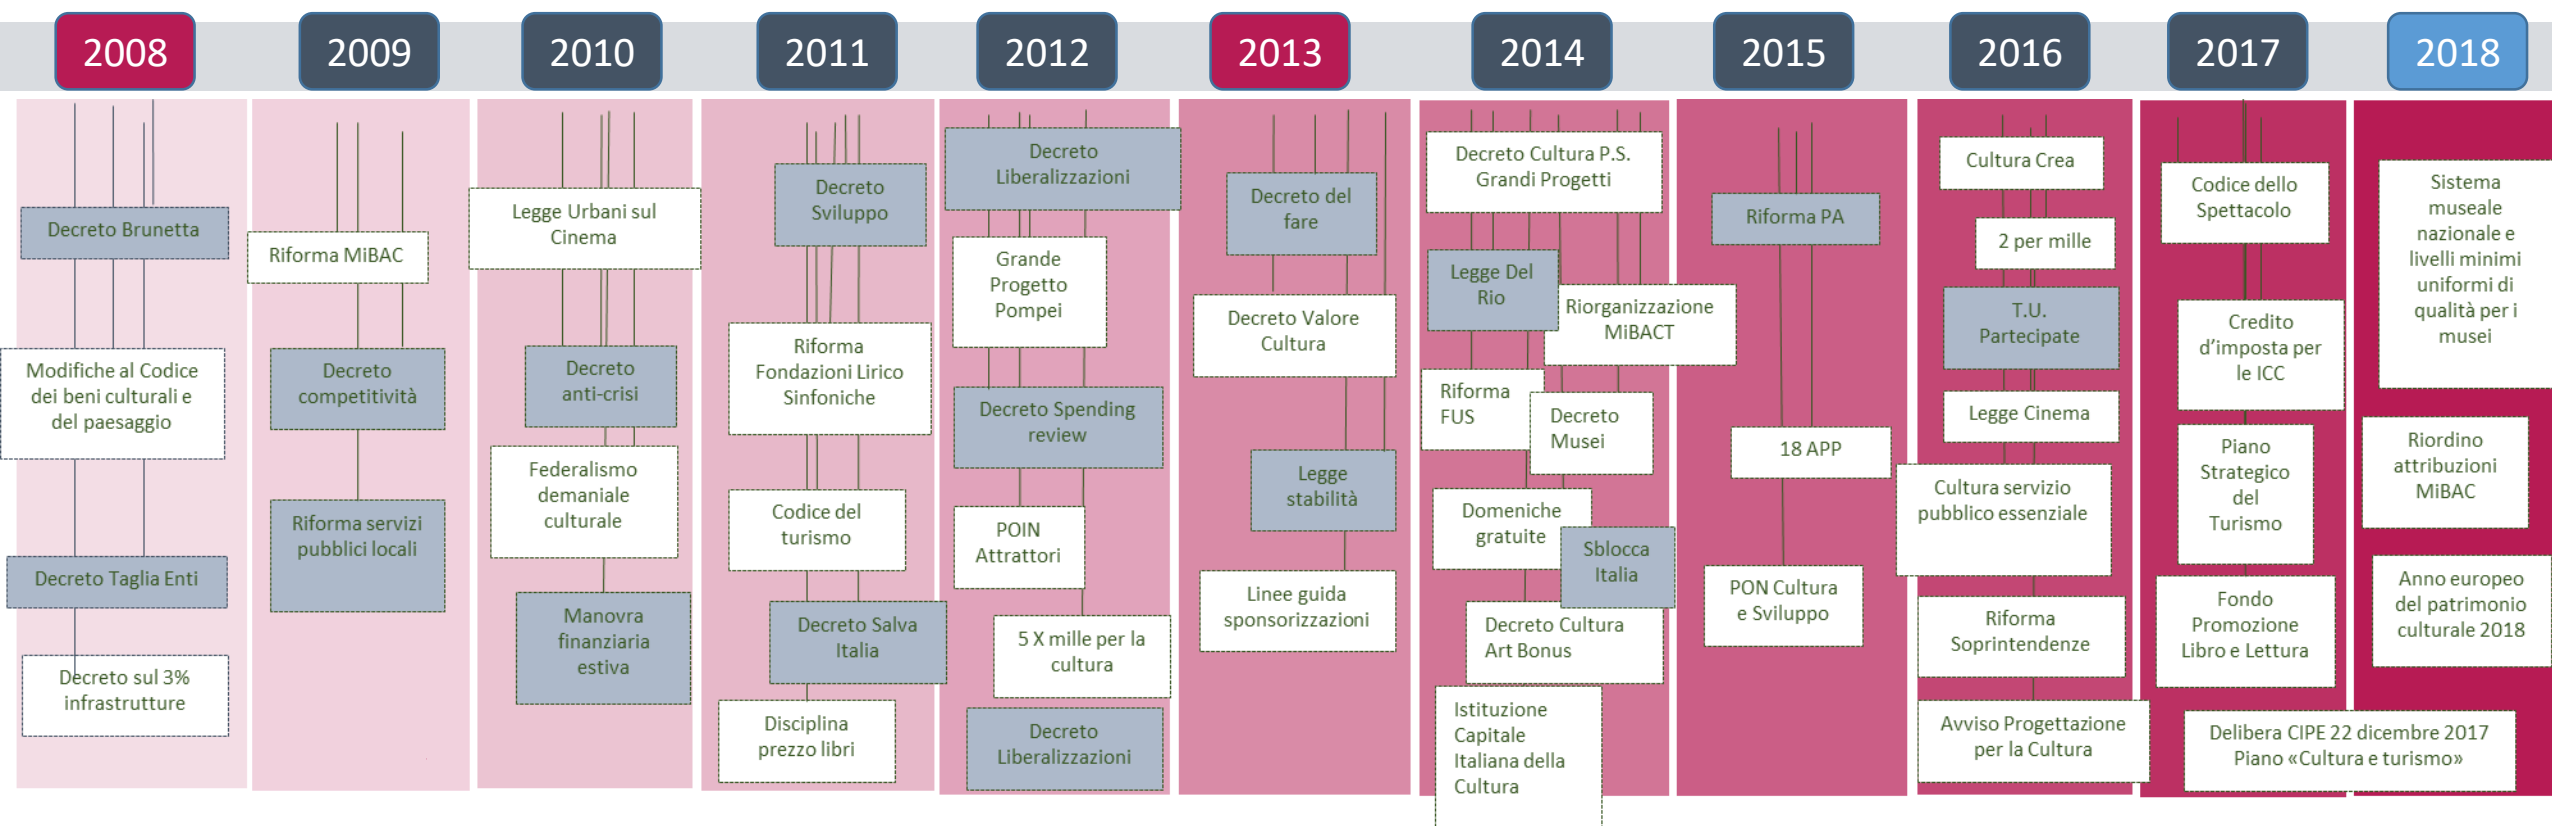 2008
2009
2010
2011
2012
2013
2014
2015
2016
2017
2018
Decreto Brunetta
Modifiche al Codice
dei beni culturali e
del paesaggio
Decreto Taglia Enti
Decreto sul 3%
infrastrutture
Riforma MiBAC
Decreto
competitività
Riforma servizi
pubblici locali
Legge Urbani sul
Cinema
Decreto
anti-crisi
Federalismo
demaniale
culturale
Manovra
finanziaria
estiva
Decreto
Sviluppo
Riforma
Fondazioni Lirico
Sinfoniche
Codice del
turismo
Decreto Salva
Italia
Disciplina
prezzo libri
Decreto
Liberalizzazioni
Grande
Progetto
Pompei
Decreto Spending
review
POIN
Attrattori
5 X mille per la
cultura
Decreto
Liberalizzazioni
Decreto del
fare
Decreto Valore
Cultura
Legge
stabilità
Linee guida
sponsorizzazioni
Decreto Cultura P.S.
Grandi Progetti
Legge Del
Rio
Riorganizzazione
MiBACT
Riforma
FUS
Decreto
Musei
Domeniche
gratuite
Sblocca
Italia
Decreto Cultura
Art Bonus
Istituzione
Capitale
Italiana della
Cultura
Riforma PA
18 APP
PON Cultura
e Sviluppo
Cultura Crea
2 per mille
T.U.
Partecipate
Legge Cinema
Cultura servizio
pubblico essenziale
Riforma
Soprintendenze
Avviso Progettazione
per la Cultura
Codice dello
Spettacolo
Credito
d'imposta per
le ICC
Piano
Strategico
del
Turismo
Fondo
Promozione
Libro e Lettura
Delibera CIPE 22 dicembre 2017
Piano «Cultura e turismo»
Sistema
museale
nazionale e
livelli minimi
uniformi di
qualità per i
musei
Riordino
attribuzioni
MiBAC
Anno europeo
del patrimonio
culturale 2018